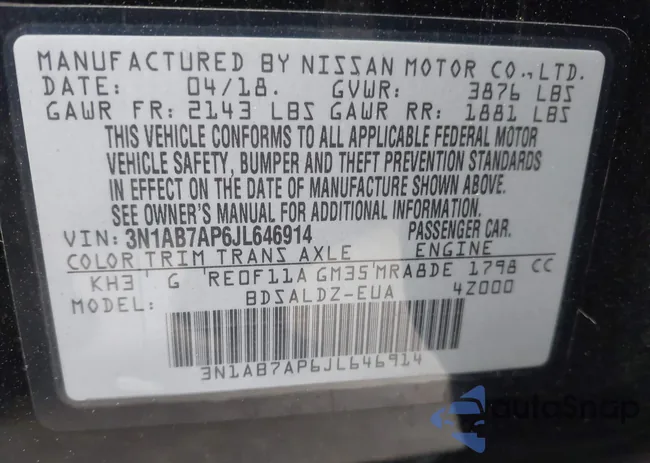 MANUFACTURED BY NISSAN MOTOR CO., LTD.
DATE: 04/18. GVWR: 3876 LBS
GAWR FR: 2143 LBS GAWR RR: 1881 LBS
THIS VEHICLE CONFORMS TO ALL APPLICABLE FEDERAL MOTOR
VEHICLE SAFETY, BUMPER AND THEFT PREVENTION STANDARDS
IN EFFECT ON THE DATE OF MANUFACTURE SHOWN ABOVE.
SEE OWNER'S MANUAL FOR ADDITIONAL INFORMATION.
VIN: 3N1AB7AP6JL646914 PASSENGER CAR.
COLOR TRIM TRANS AXLE ENGINE
KH3 G RE0F11A GM35 MRA8DE 1798 CC
MODEL: BDSALDZ-EUA 4Z000
3N1AB7AP6JL646914
autoSnap